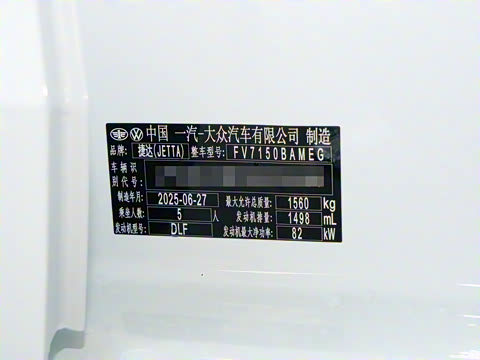 中国 一汽-大众汽车有限公司 制造
品牌: 捷达(JETTA) 整车型号: FV7150BAMEG
车辆识
别代号:
制造年月: 2025-06-27 最大允许总质量: 1560 kg
乘坐人数: 5 人 发动机排量: 1498 mL
发动机型号: DLF 发动机最大净功率: 82 kW